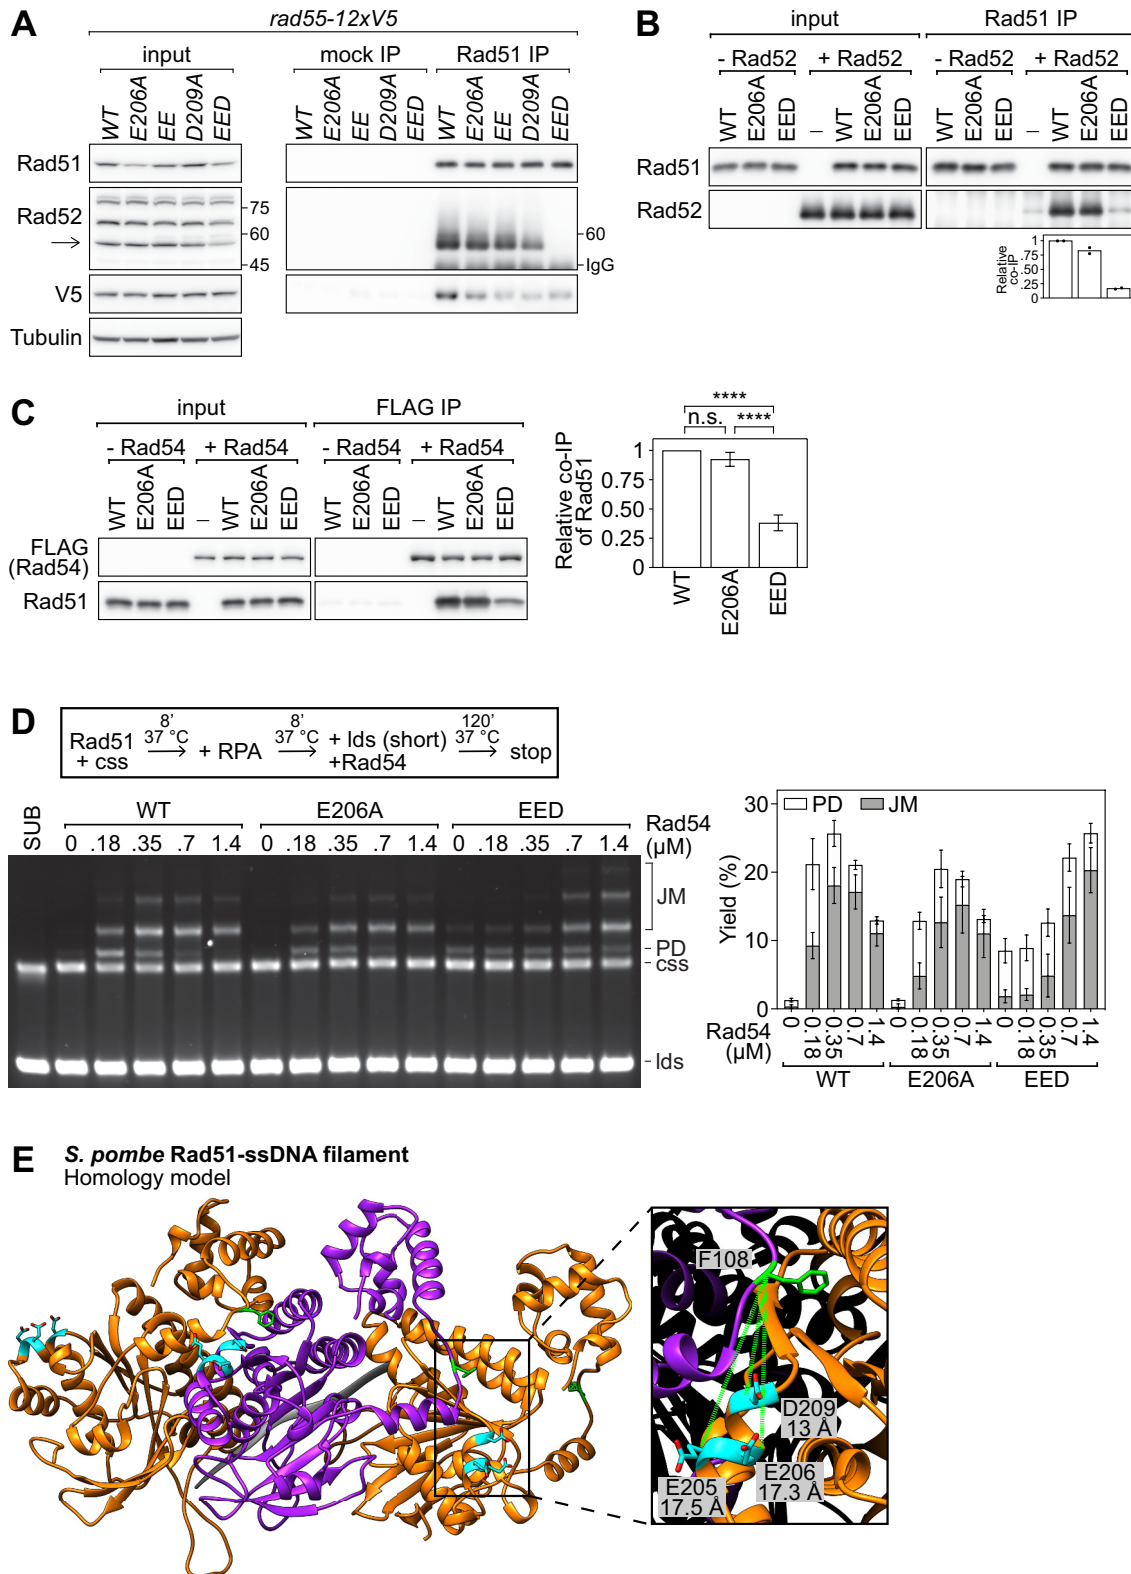 A
rad55-12xV5
input
mock IP
Rad51 IP
WT E206A EE D209A EED
WT E206A EE D209A EED
WT E206A EE D209A EED
Rad51
Rad52
75
60
45
60
IgG
V5
Tubulin
B
input
Rad51 IP
- Rad52 + Rad52
- Rad52 + Rad52
WT E206A EED – WT E206A EED
WT E206A EED – WT E206A EED
Rad51
Rad52
Relative co-IP
1
0.75
.25
0
C
input
FLAG IP
- Rad54 + Rad54
- Rad54 + Rad54
WT E206A EED – WT E206A EED
WT E206A EED – WT E206A EED
FLAG
(Rad54)
Rad51
****
n.s. ****
Relative co-IP
of Rad51
1
0.75
0.50
0.25
0
WT
E206A
EED
D
8' 8' 120'
37 °C 37 °C 37 °C
Rad51
+ css
+ RPA
+ lds (short)
+Rad54
stop
SUB
WT E206A EED
0 .18 .35 .7 1.4 0 .18 .35 .7 1.4 0 .18 .35 .7 1.4
Rad54
(µM)
JM
PD
css
lds
PD JM
Yield (%)
30
20
10
0
Rad54
(µM)
0 0.18 0.35 0.7 1.4 0 0.18 0.35 0.7 1.4 0 0.18 0.35 0.7 1.4
WT E206A EED
E
S. pombe Rad51-ssDNA filament
Homology model
F108
D209
13 Å
E206
17.3 Å
E205
17.5 Å